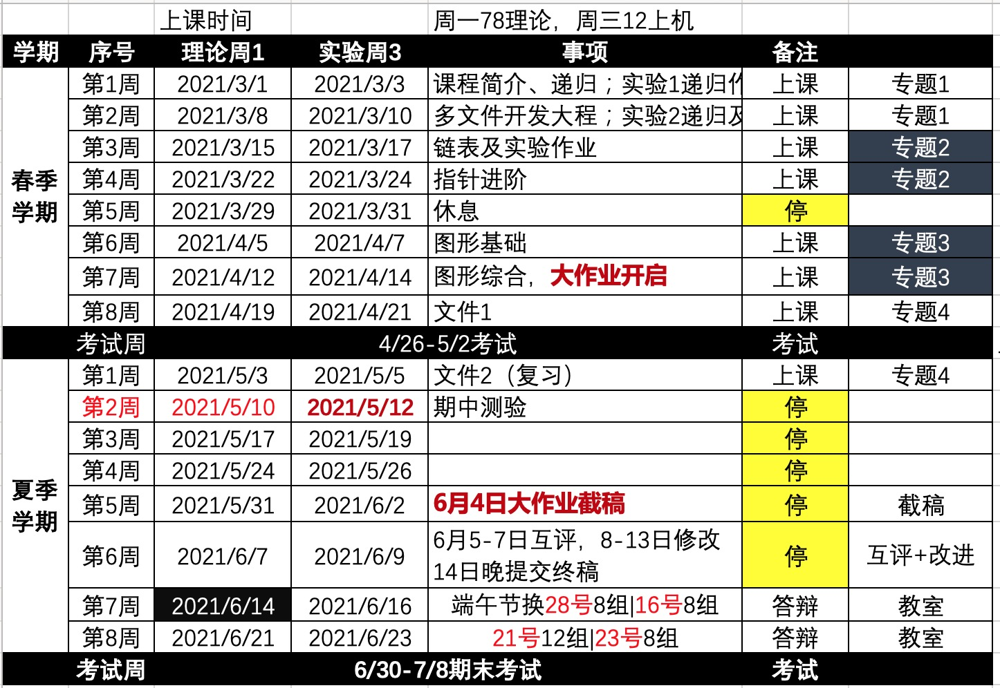 上课时间 周一78理论，周三12上机
学期 序号 理论周1 实验周3 事项 备注
第1周 2021/3/1 2021/3/3 课程简介、递归；实验1递归 上课 专题1
第2周 2021/3/8 2021/3/10 多文件开发大程；实验2递归及 上课 专题1
第3周 2021/3/15 2021/3/17 链表及实验作业 上课 专题2
春季
第4周 2021/3/22 2021/3/24 指针进阶 上课 专题2
学期
第5周 2021/3/29 2021/3/31 休息 停
第6周 2021/4/5 2021/4/7 图形基础 上课 专题3
第7周 2021/4/12 2021/4/14 图形综合，大作业开启 上课 专题3
第8周 2021/4/19 2021/4/21 文件1 上课 专题4
考试周 4/26-5/2考试 考试
第1周 2021/5/3 2021/5/5 文件2（复习） 上课 专题4
第2周 2021/5/10 2021/5/12 期中测验 停
第3周 2021/5/17 2021/5/19 停
第4周 2021/5/24 2021/5/26 停
夏季
第5周 2021/5/31 2021/6/2 6月4日大作业截稿 停 截稿
学期
第6周 2021/6/7 2021/6/9 6月5-7日互评，8-13日修改 停 互评+改进
14日晚提交终稿
第7周 2021/6/14 2021/6/16 端午节换28号8组|16号8组 答辩 教室
第8周 2021/6/21 2021/6/23 21号12组|23号8组 答辩 教室
考试周 6/30-7/8期末考试 考试